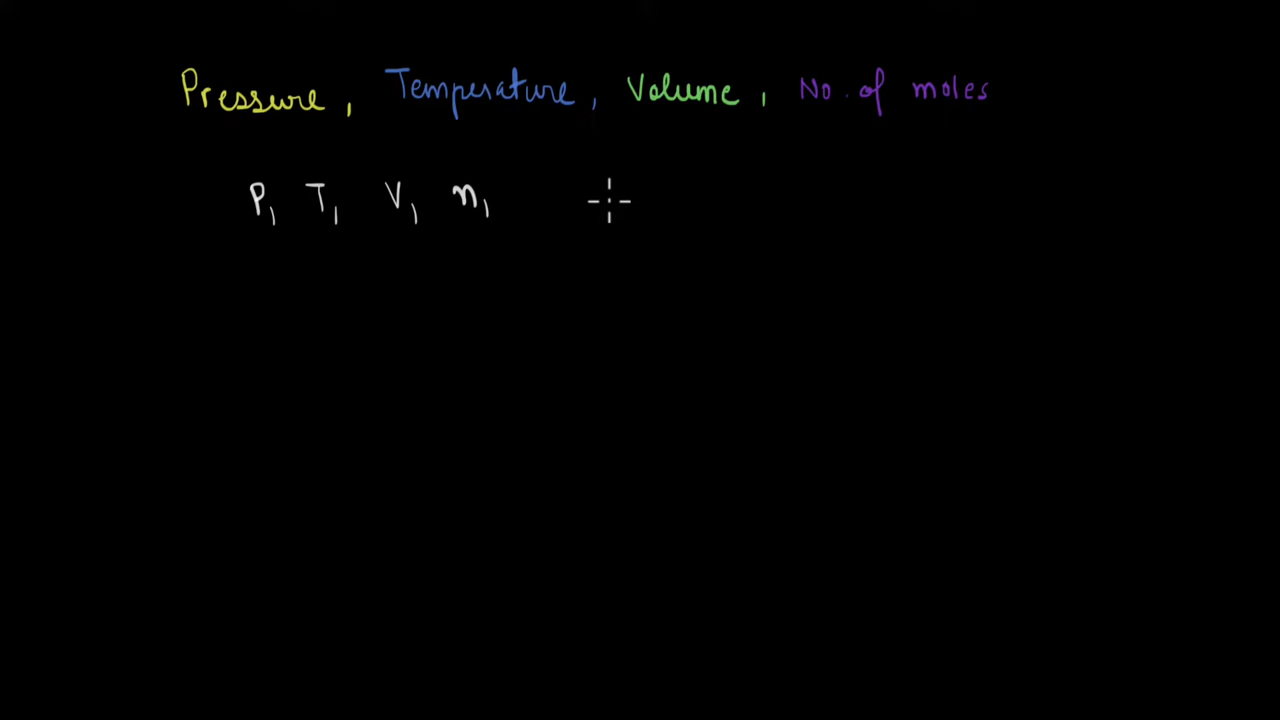 Pressure, Temperature, Volume, No. of moles
P₁ T₁ V₁ n₁